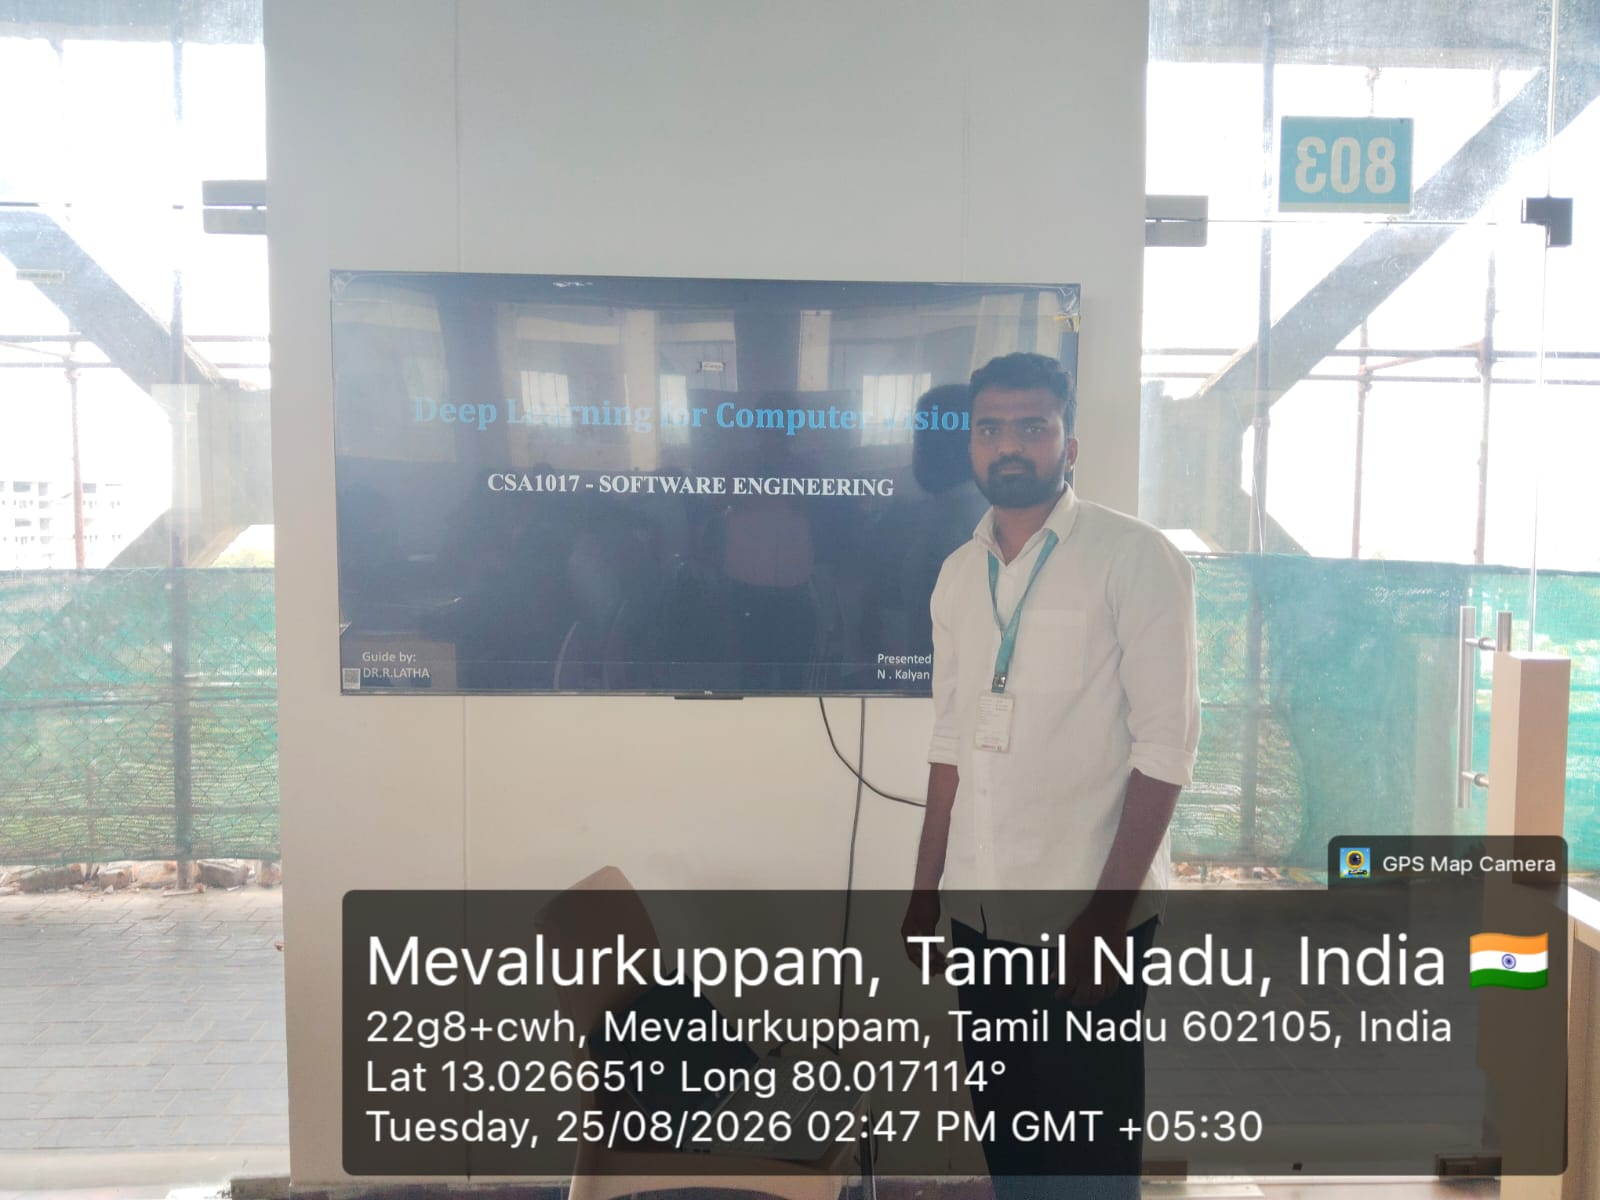 803
Deep Learning for Computer Vision
CSA1017 - SOFTWARE ENGINEERING
Guide by:
DR.R.LATHA
Presented
N . Kalyan
GPS Map Camera
Mevalurkuppam, Tamil Nadu, India
22g8+cwh, Mevalurkuppam, Tamil Nadu 602105, India
Lat 13.026651° Long 80.017114°
Tuesday, 25/08/2026 02:47 PM GMT +05:30